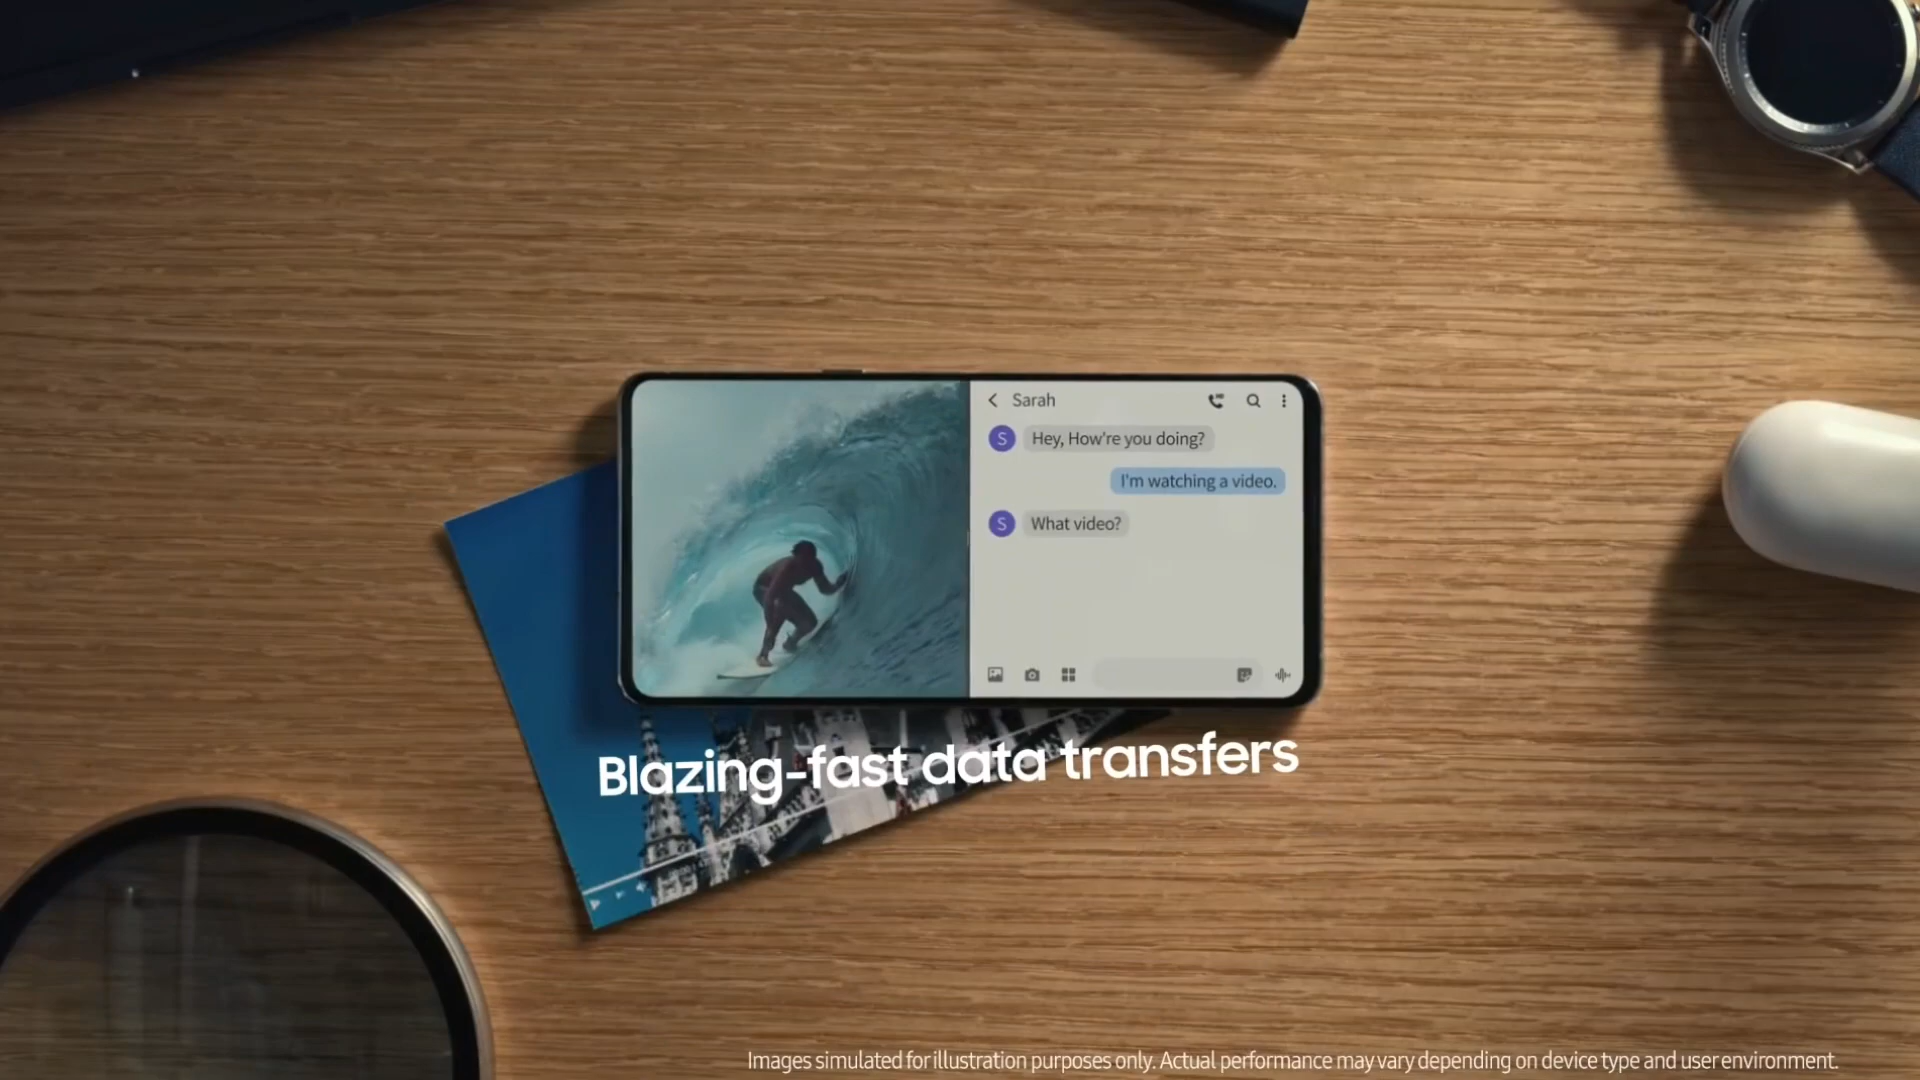 Sarah
S
Hey, How're you doing?
I'm watching a video.
S
What video?
Blazing-fast data transfers
Images simulated for illustration purposes only. Actual performance may vary depending on device type and user environment.